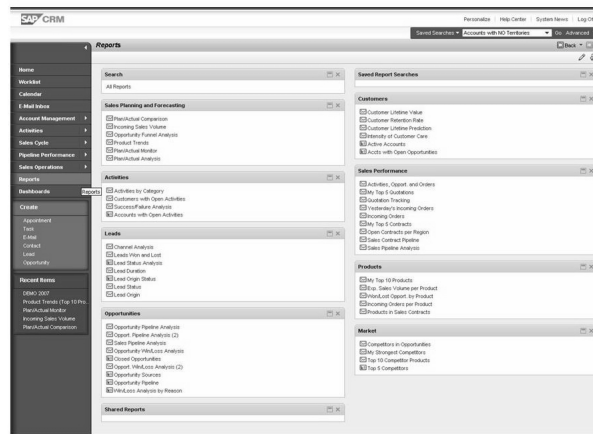 SAP CRM
Personalize | Help Center | System News | Log Of
Saved Searches Accounts with NO Territories Go Advanced
Reports
Back
Home
Worklist
Calendar
E-Mail Inbox
Account Management
Activities
Sales Cycle
Pipeline Performance
Sales Operations
Reports
Dashboards
Reports
Create
Appointment
Task
E-Mail
Contact
Lead
Opportunity
Recent Items
DEMO 2007
Product Trends (Top 10 Pro...
Plan/Actual Monitor
Incoming Sales Volume
Plan/Actual Comparison
Search
All Reports
Sales Planning and Forecasting
Plan/Actual Comparison
Incoming Sales Volume
Opportunity Funnel Analysis
Product Trends
Plan/Actual Monitor
Plan/Actual Analysis
Activities
Activities by Category
Customers with Open Activities
Success/Failure Analysis
Accounts with Open Activities
Leads
Channel Analysis
Leads Won and Lost
Lead Status Analysis
Lead Duration
Lead Origin Status
Lead Status
Lead Origin
Opportunities
Opportunity Pipeline Analysis
Opport. Pipeline Analysis (2)
Sales Pipeline Analysis
Opportunity Win/Loss Analysis
Closed Opportunities
Opport. Win/Loss Analysis (2)
Opportunity Sources
Opportunity Pipeline
Win/Loss Analysis by Reason
Shared Reports
Saved Report Searches
Customers
Customer Lifetime Value
Customer Retention Rate
Customer Lifetime Prediction
Intensity of Customer Care
Active Accounts
Accts with Open Opportunities
Sales Performance
Activities, Opport. and Orders
My Top 5 Quotations
Quotation Tracking
Yesterday's Incoming Orders
Incoming Orders
My Top 5 Contracts
Open Contracts per Region
Sales Contract Pipeline
Sales Pipeline Analysis
Products
My Top 10 Products
Exp. Sales Volume per Product
Won/Lost Opport. by Product
Incoming Orders per Product
Products in Sales Contracts
Market
Competitors in Opportunities
My Strongest Competitors
Top 10 Competitor Products
Top 5 Competitors